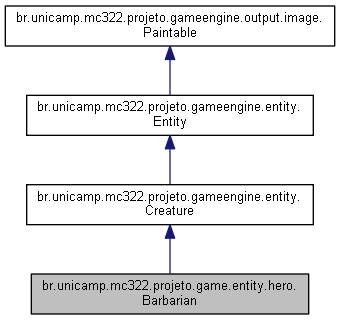 br.unicamp.mc322.projeto.gameengine.output.image.
Paintable
br.unicamp.mc322.projeto.gameengine.entity.
Entity
br.unicamp.mc322.projeto.gameengine.entity.
Creature
br.unicamp.mc322.projeto.game.entity.hero.
Barbarian